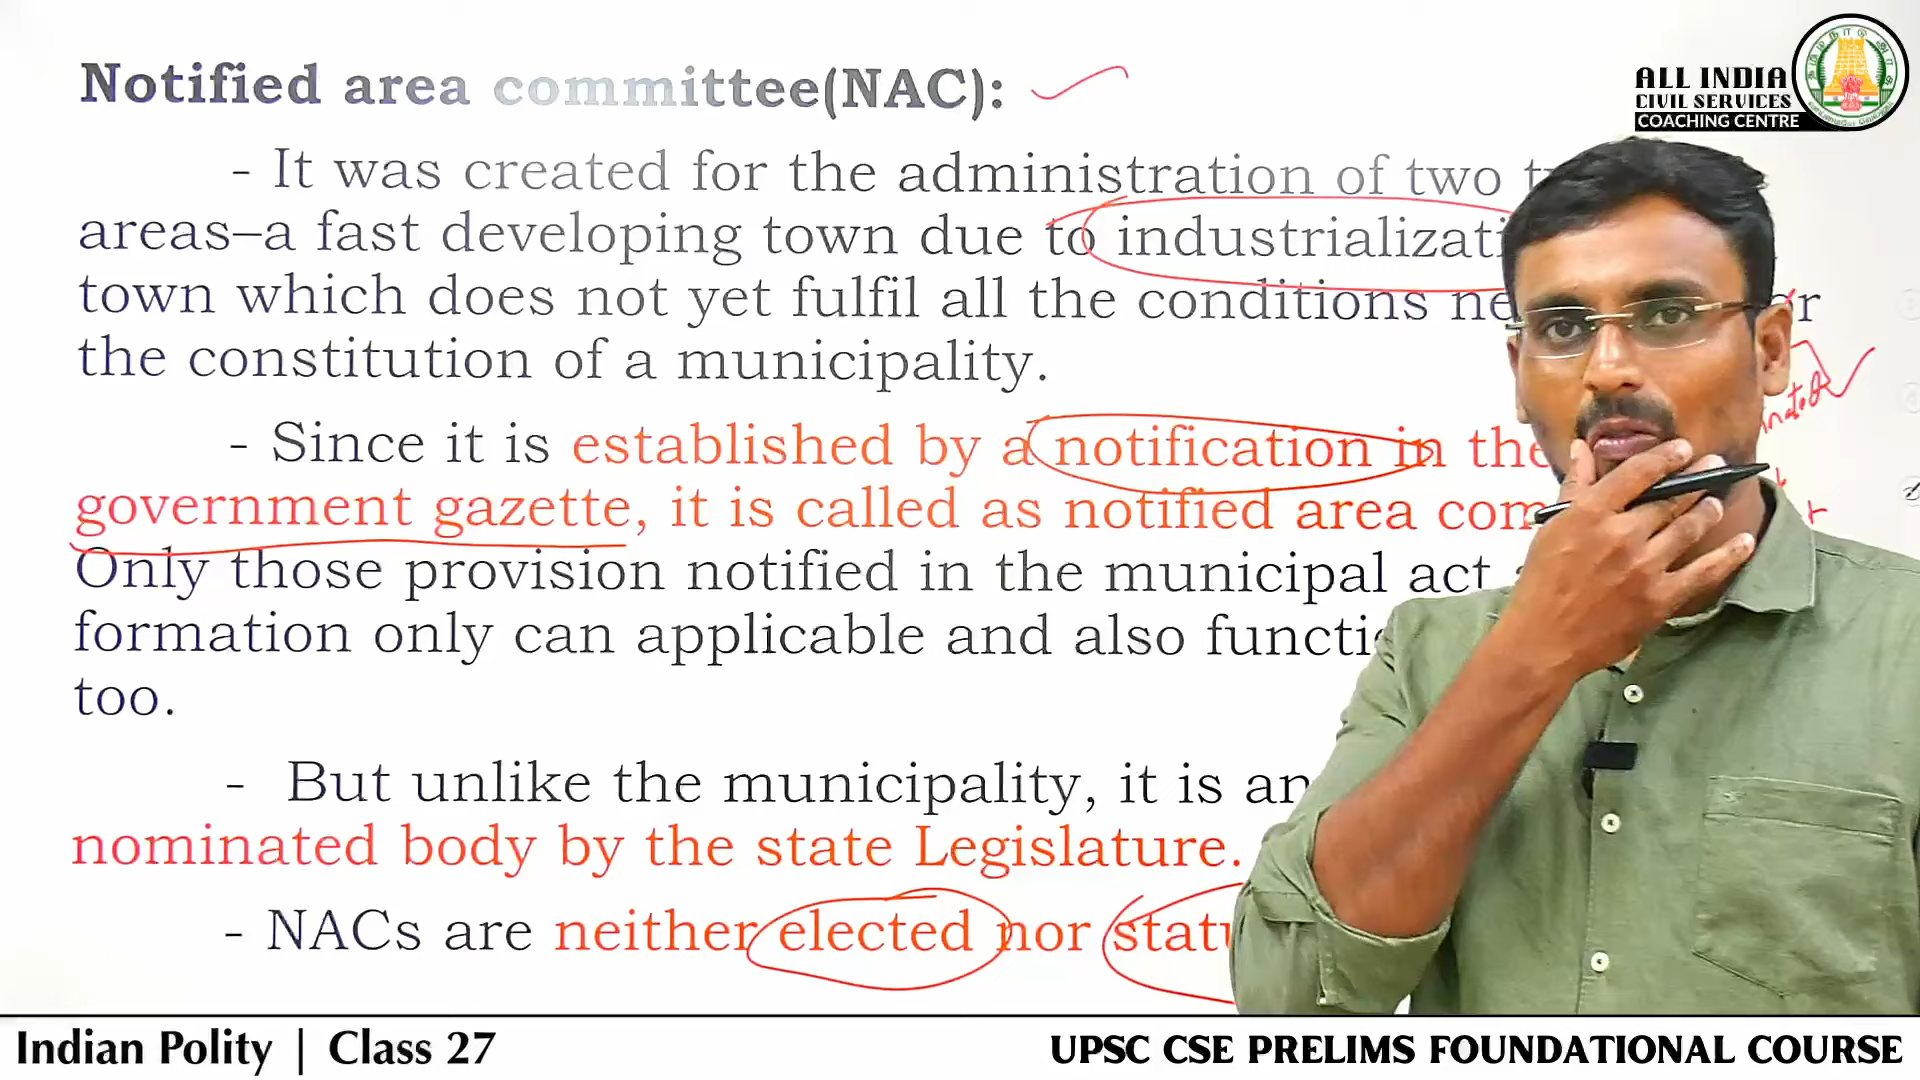 Notified area committee(NAC):
ALL INDIA
CIVIL SERVICES
COACHING CENTRE
- It was created for the administration of two
areas–a fast developing town due to
town which does not yet fulfil all the conditions
the constitution of a municipality.
- Since it is established by a notification in the
government gazette, it is called as notified area
Only those provision notified in the municipal act
formation only can applicable and also
too.
- But unlike the municipality, it is an
nominated body by the state Legislature.
- NACs are neither elected nor
Indian Polity | Class 27
UPSC CSE PRELIMS FOUNDATIONAL COURSE